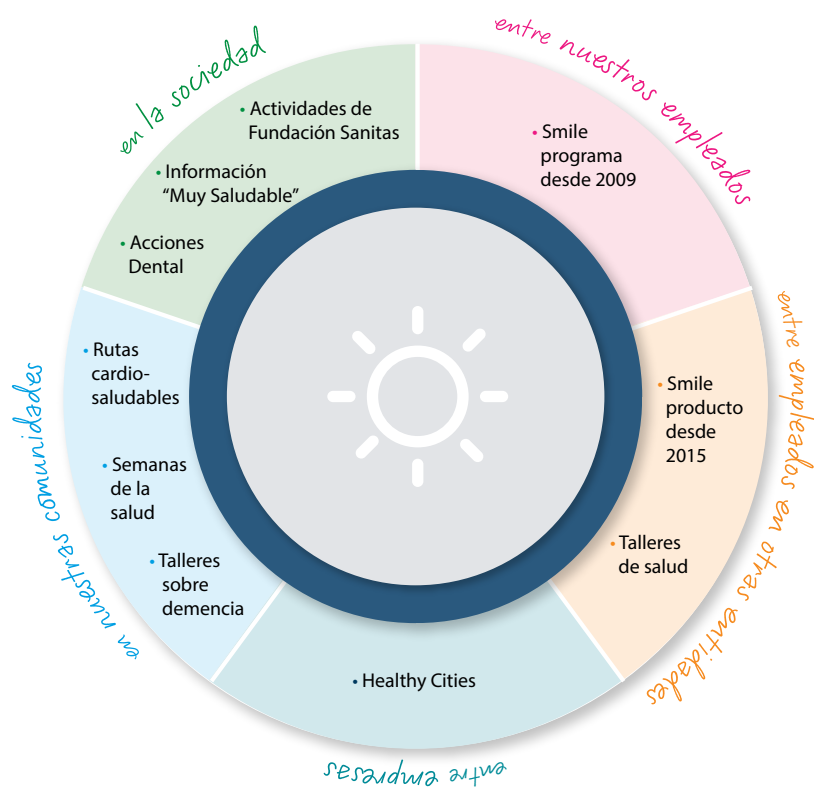 en la sociedad
• Actividades de
Fundación Sanitas
• Información
“Muy Saludable”
• Acciones
Dental
entre nuestros empleados
• Smile
programa
desde 2009
entre empleados en otras entidades
• Smile
producto
desde
2015
• Talleres
de salud
entre empresas
• Healthy Cities
en nuestras comunidades
• Rutas
cardio-
saludables
• Semanas
de la
salud
• Talleres
sobre
demencia